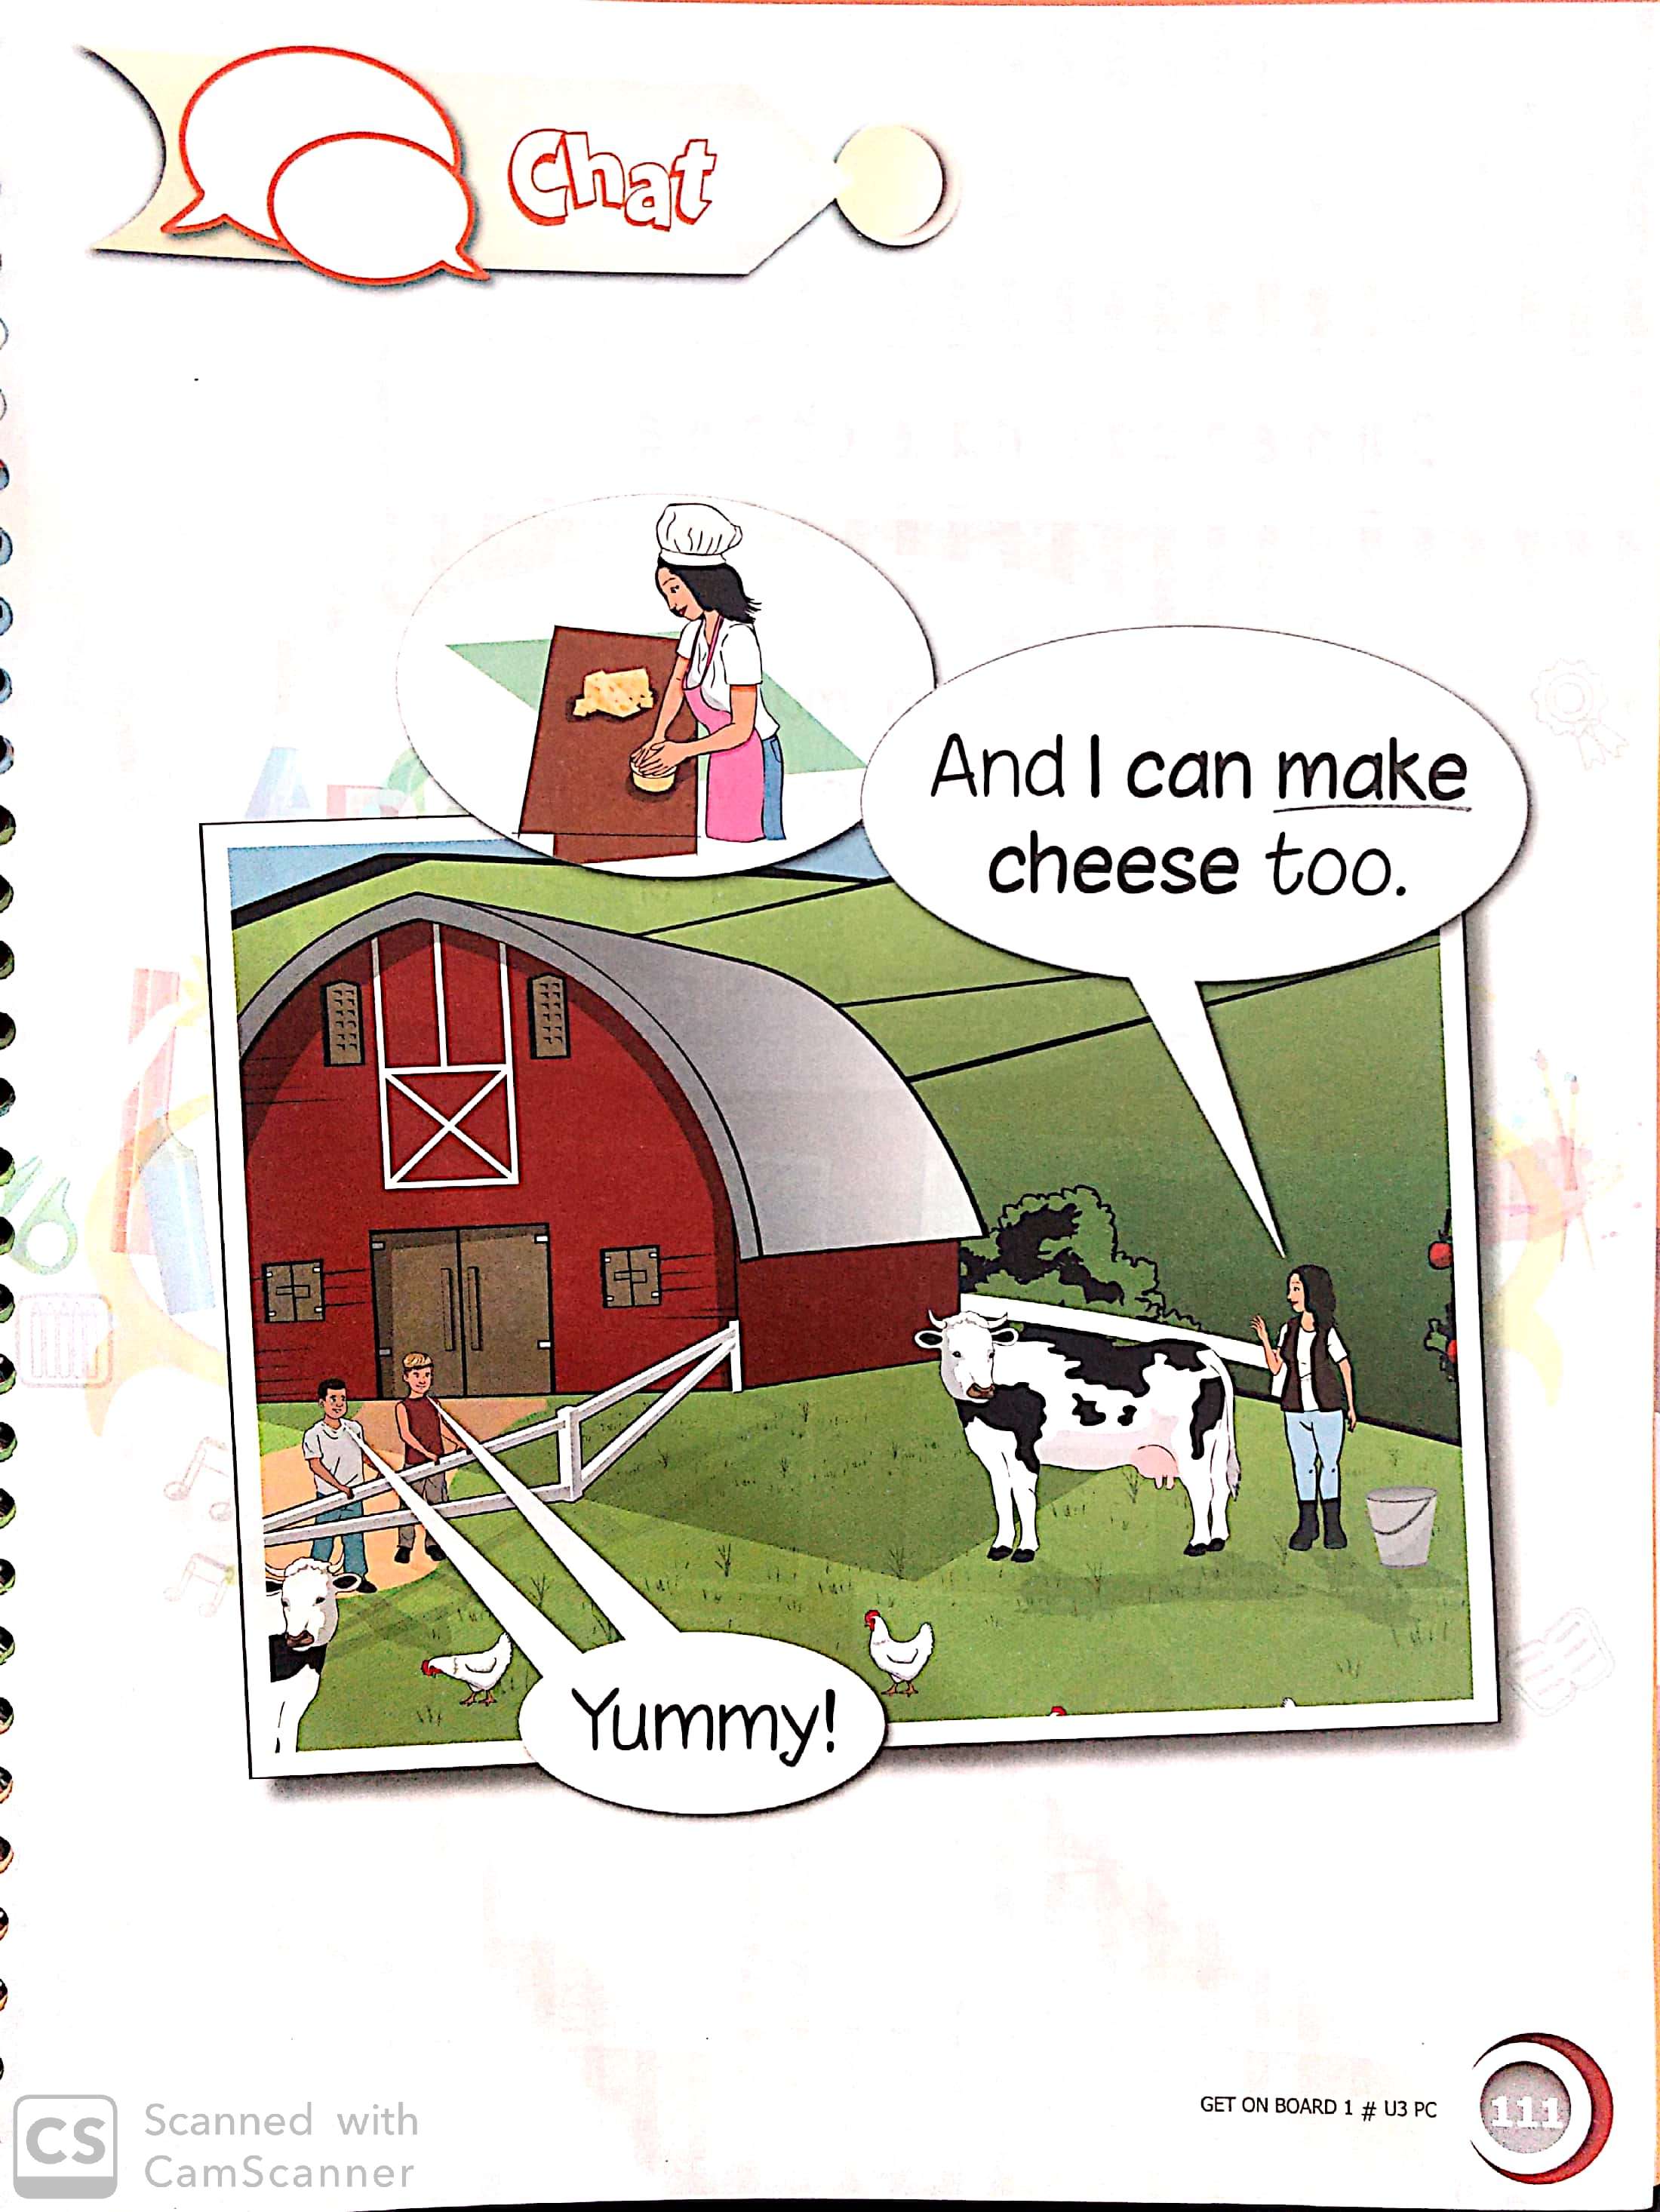 Chat
And I can make
cheese too.
Yummy!
GET ON BOARD 1 # U3 PC
111
CS
Scanned with
CamScanner